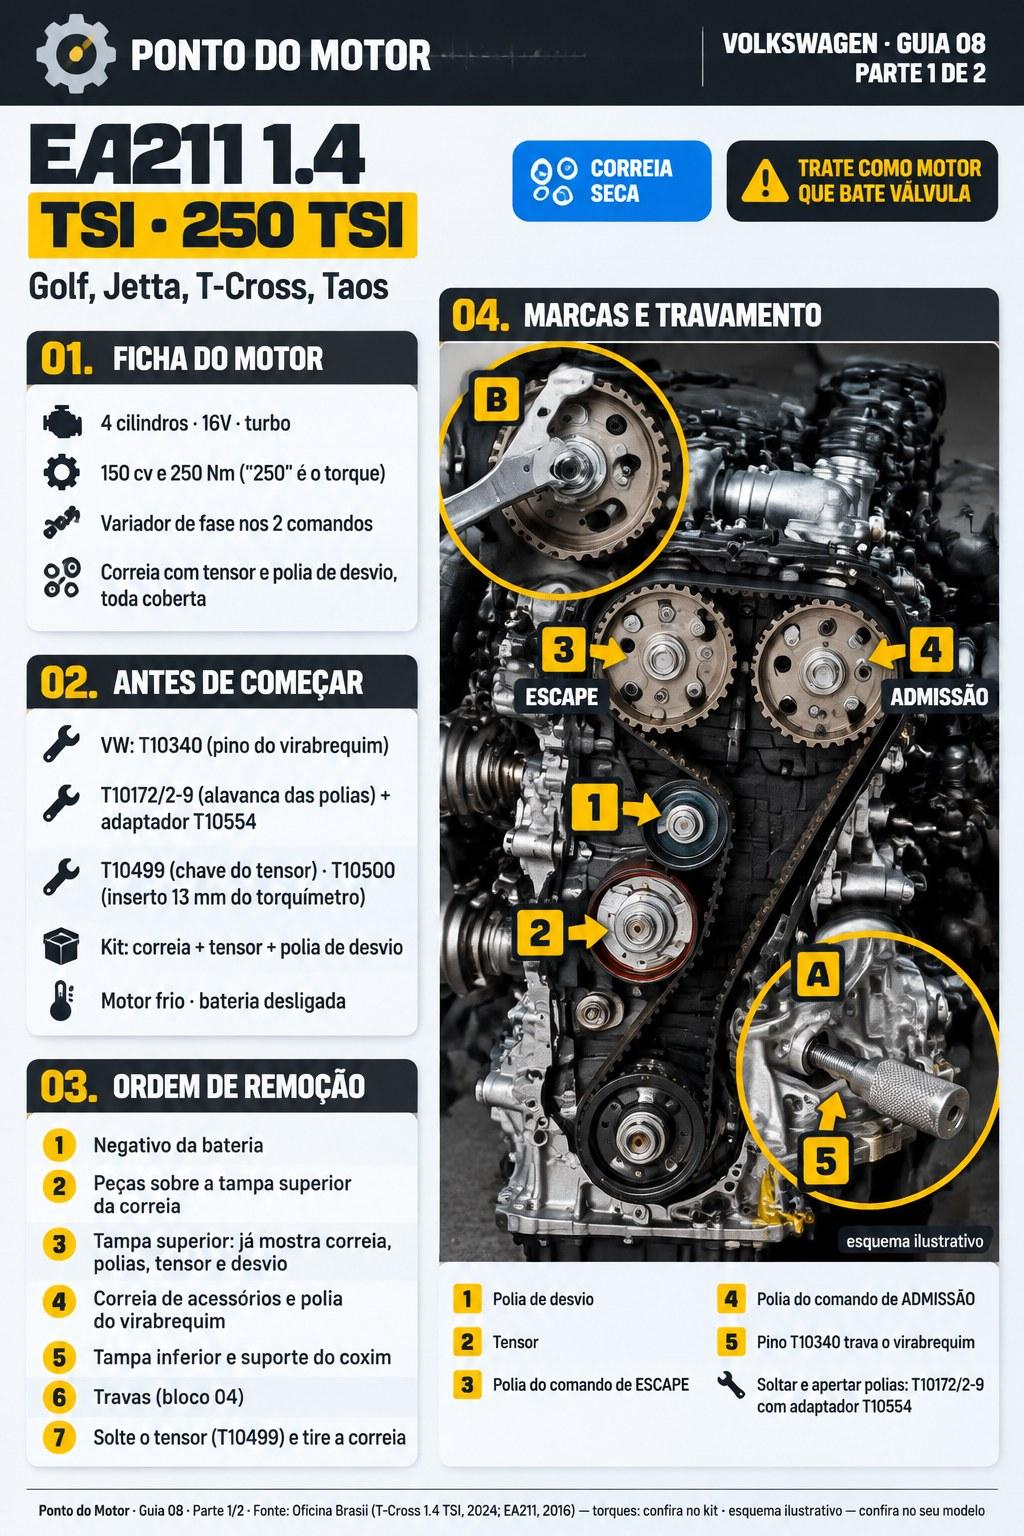 PONTO DO MOTOR
VOLKSWAGEN · GUIA 08
PARTE 1 DE 2
EA211 1.4
TSI · 250 TSI
Golf, Jetta, T-Cross, Taos
CORREIA
SECA
TRATE COMO MOTOR
QUE BATE VÁLVULA
01. FICHA DO MOTOR
4 cilindros · 16V · turbo
150 cv e 250 Nm ("250" é o torque)
Variador de fase nos 2 comandos
Correia com tensor e polia de desvio,
toda coberta
02. ANTES DE COMEÇAR
VW: T10340 (pino do virabrequim)
T10172/2-9 (alavanca das polias) +
adaptador T10554
T10499 (chave do tensor) · T10500
(inserto 13 mm do torquímetro)
Kit: correia + tensor + polia de desvio
Motor frio · bateria desligada
03. ORDEM DE REMOÇÃO
1 Negativo da bateria
2 Peças sobre a tampa superior
da correia
3 Tampa superior: já mostra correia,
polias, tensor e desvio
4 Correia de acessórios e polia
do virabrequim
5 Tampa inferior e suporte do coxim
6 Travas (bloco 04)
7 Solte o tensor (T10499) e tire a correia
04. MARCAS E TRAVAMENTO
B
3
ESCAPE
4
ADMISSÃO
1
2
A
5
esquema ilustrativo
1 Polia de desvio
2 Tensor
3 Polia do comando de ESCAPE
4 Polia do comando de ADMISSÃO
5 Pino T10340 trava o virabrequim
Soltar e apertar polias: T10172/2-9
com adaptador T10554
Ponto do Motor · Guia 08 · Parte 1/2 · Fonte: Oficina Brasil (T-Cross 1.4 TSI, 2024; EA211, 2016) — torques: confira no kit · esquema ilustrativo — confira no seu modelo